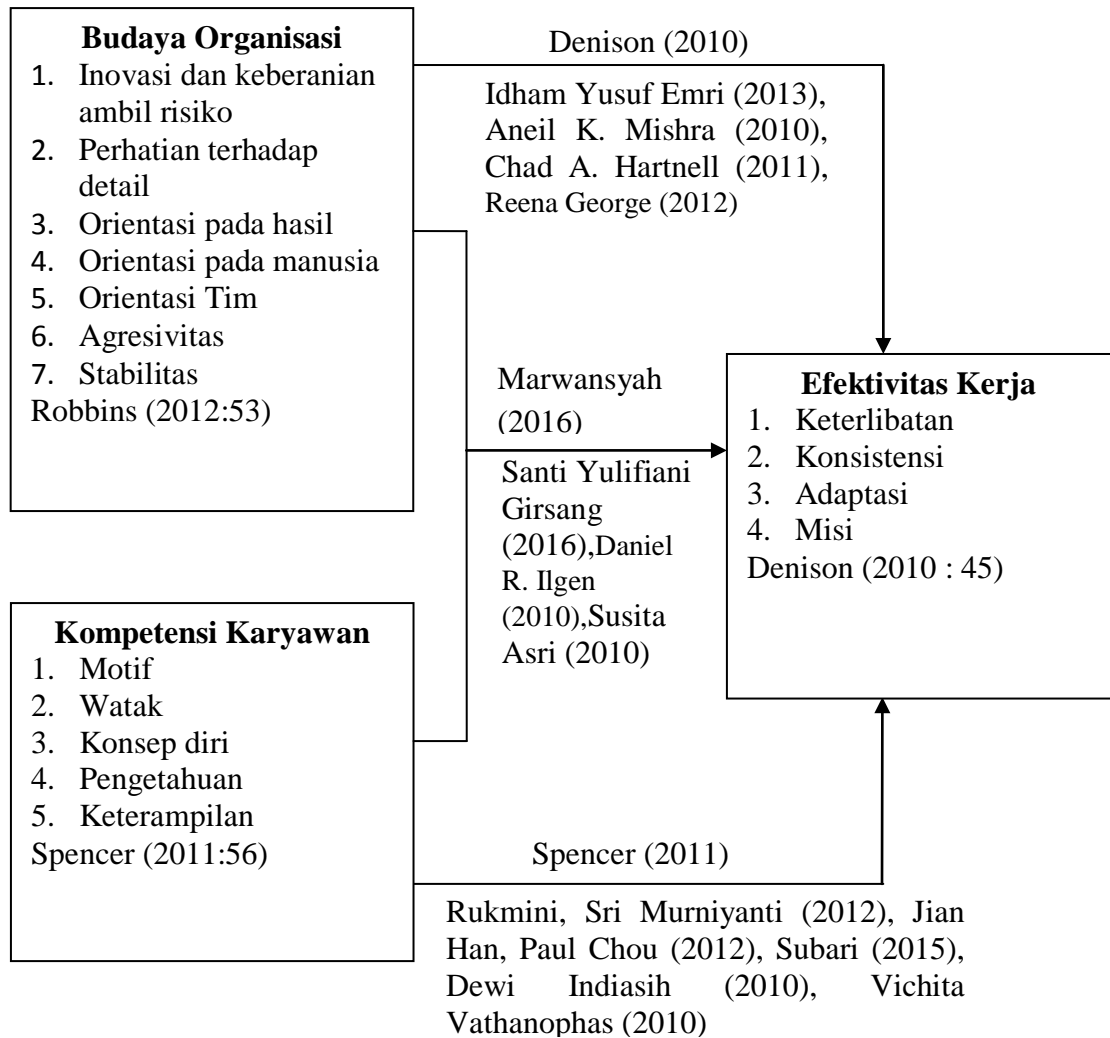 Budaya Organisasi
1. Inovasi dan keberanian
ambil risiko
2. Perhatian terhadap
detail
3. Orientasi pada hasil
4. Orientasi pada manusia
5. Orientasi Tim
6. Agresivitas
7. Stabilitas
Robbins (2012:53)
Denison (2010)
Idham Yusuf Emri (2013),
Aneil K. Mishra (2010),
Chad A. Hartnell (2011),
Reena George (2012)
Marwansyah
(2016)
Santi Yulifiani
Girsang
(2016),Daniel
R. Ilgen
(2010),Susita
Asri (2010)
Efektivitas Kerja
1. Keterlibatan
2. Konsistensi
3. Adaptasi
4. Misi
Denison (2010 : 45)
Kompetensi Karyawan
1. Motif
2. Watak
3. Konsep diri
4. Pengetahuan
5. Keterampilan
Spencer (2011:56)
Spencer (2011)
Rukmini, Sri Murniyanti (2012), Jian
Han, Paul Chou (2012), Subari (2015),
Dewi Indiasih (2010), Vichita
Vathanophas (2010)